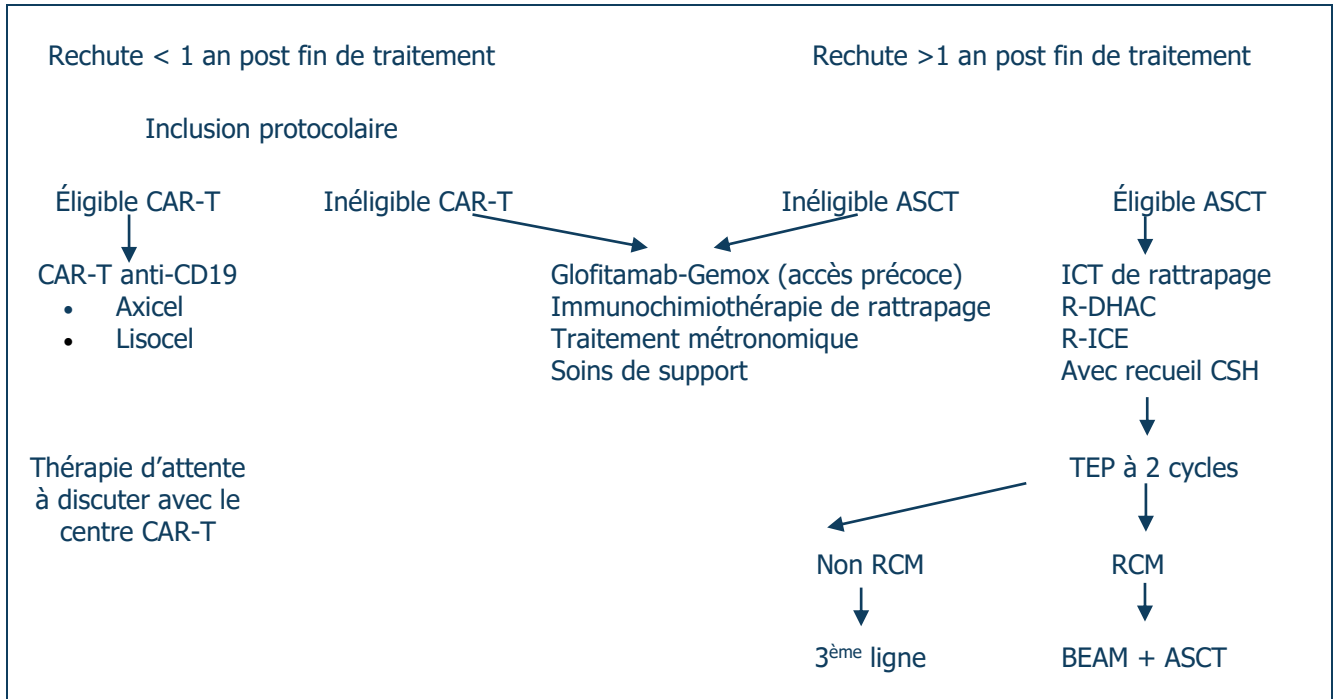 Rechute < 1 an post fin de traitement
Rechute >1 an post fin de traitement
Inclusion protocolaire
Éligible CAR-T
Inéligible CAR-T
Inéligible ASCT
Éligible ASCT
CAR-T anti-CD19
• Axicel
• Lisocel
Glofitamab-Gemox (accès précoce)
Immunochimiothérapie de rattrapage
Traitement métronomique
Soins de support
ICT de rattrapage
R-DHAC
R-ICE
Avec recueil CSH
Thérapie d'attente
à discuter avec le
centre CAR-T
TEP à 2 cycles
Non RCM
RCM
3ème ligne
BEAM + ASCT